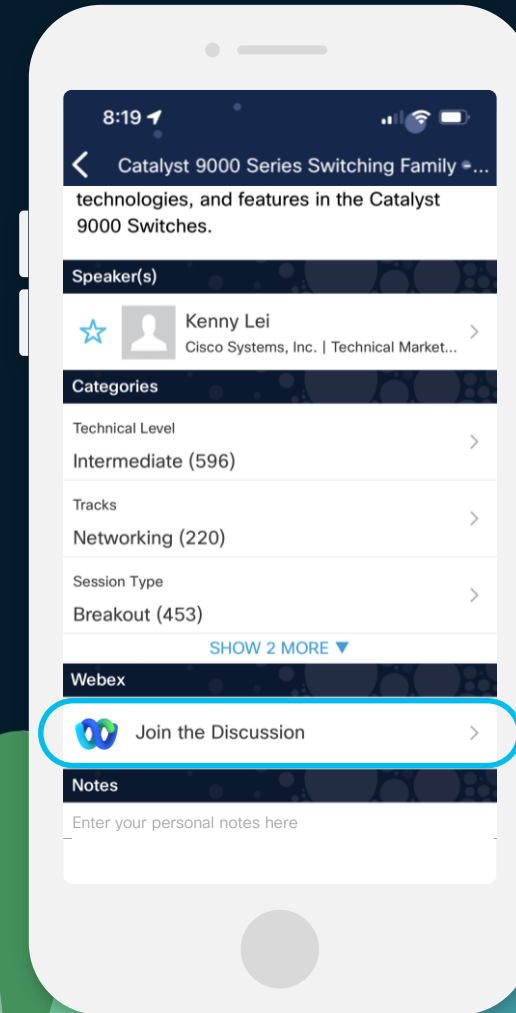 8:19
Catalyst 9000 Series Switching Family -...
technologies, and features in the Catalyst
9000 Switches.
Speaker(s)
Kenny Lei
Cisco Systems, Inc. | Technical Market...
Categories
Technical Level
Intermediate (596)
Tracks
Networking (220)
Session Type
Breakout (453)
SHOW 2 MORE ▼
Webex
Join the Discussion
Notes
Enter your personal notes here